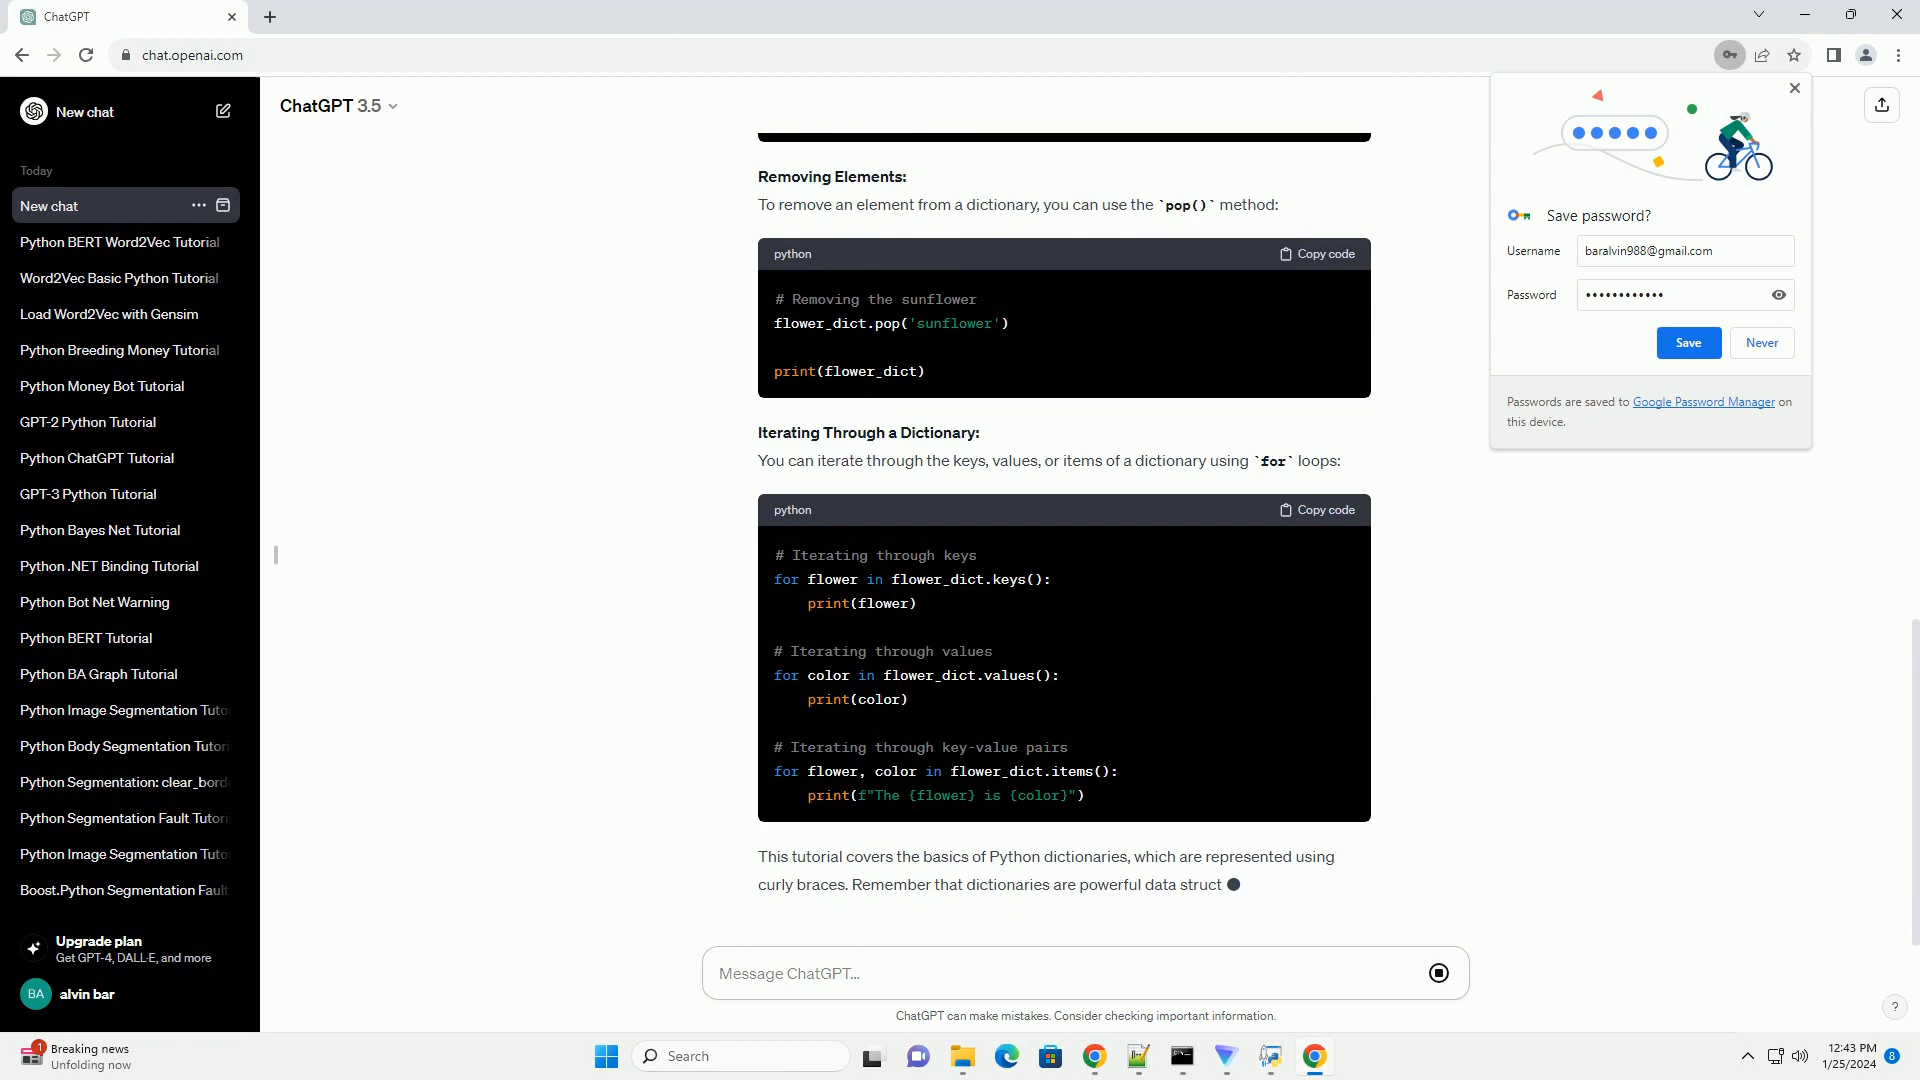 ChatGPT
chat.openai.com
New chat
Today
New chat
Python BERT Word2Vec Tutorial
Word2Vec Basic Python Tutorial
Load Word2Vec with Gensim
Python Breeding Money Tutorial
Python Money Bot Tutorial
GPT-2 Python Tutorial
Python ChatGPT Tutorial
GPT-3 Python Tutorial
Python Bayes Net Tutorial
Python .NET Binding Tutorial
Python Bot Net Warning
Python BERT Tutorial
Python BA Graph Tutorial
Python Image Segmentation Tuto
Python Body Segmentation Tutori
Python Segmentation: clear_bord
Python Segmentation Fault Tutori
Python Image Segmentation Tuto
Boost.Python Segmentation Fault
Upgrade plan
Get GPT-4, DALL·E, and more
BA alvin bar
ChatGPT 3.5
Removing Elements:
To remove an element from a dictionary, you can use the `pop()` method:
python Copy code
# Removing the sunflower
flower_dict.pop('sunflower')
print(flower_dict)
Iterating Through a Dictionary:
You can iterate through the keys, values, or items of a dictionary using `for` loops:
python Copy code
# Iterating through keys
for flower in flower_dict.keys():
print(flower)
# Iterating through values
for color in flower_dict.values():
print(color)
# Iterating through key-value pairs
for flower, color in flower_dict.items():
print(f"The {flower} is {color}")
This tutorial covers the basics of Python dictionaries, which are represented using
curly braces. Remember that dictionaries are powerful data struct
Message ChatGPT...
ChatGPT can make mistakes. Consider checking important information.
?
Save password?
Username baralvin988@gmail.com
Password ••••••••••••
Save Never
Passwords are saved to Google Password Manager on
this device.
1
Breaking news
Unfolding now
Search
12:43 PM
1/25/2024
8